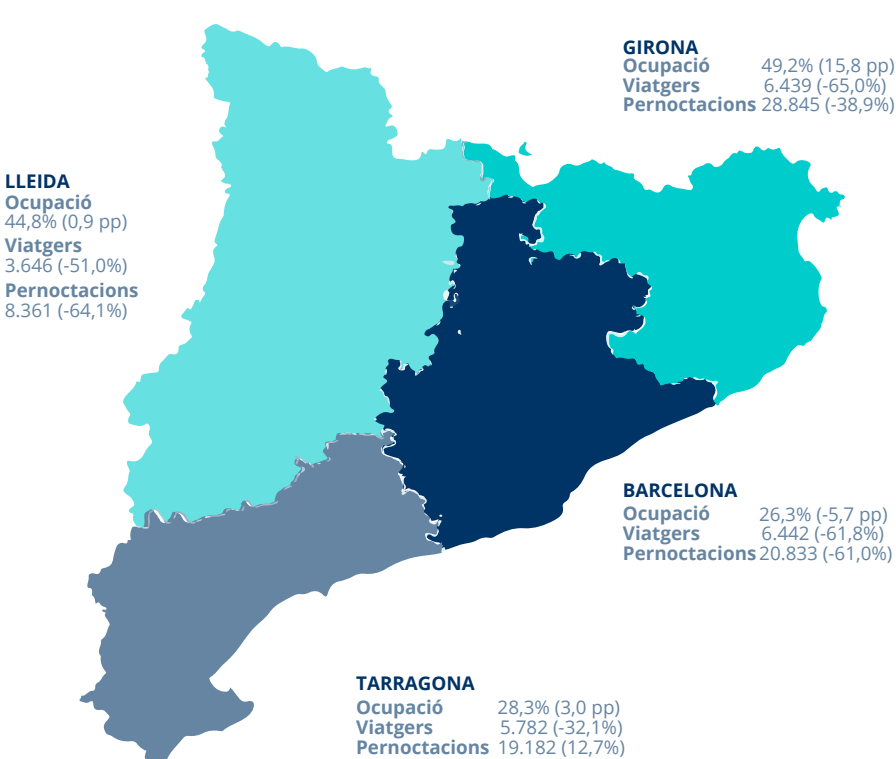 GIRONA
Ocupació 49,2% (15,8 pp)
Viatgers 6.439 (-65,0%)
Pernoctacions 28.845 (-38,9%)
LLEIDA
Ocupació
44,8% (0,9 pp)
Viatgers
3.646 (-51,0%)
Pernoctacions
8.361 (-64,1%)
BARCELONA
Ocupació 26,3% (-5,7 pp)
Viatgers 6.442 (-61,8%)
Pernoctacions 20.833 (-61,0%)
TARRAGONA
Ocupació 28,3% (3,0 pp)
Viatgers 5.782 (-32,1%)
Pernoctacions 19.182 (12,7%)